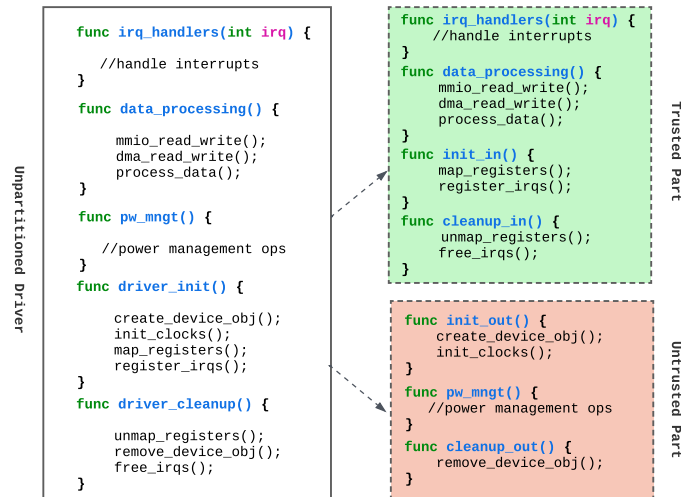 Unpartitioned Driver
func irq_handlers(int irq) {
//handle interrupts
}
func data_processing() {
mmio_read_write();
dma_read_write();
process_data();
}
func pw_mngt() {
//power management ops
}
func driver_init() {
create_device_obj();
init_clocks();
map_registers();
register_irqs();
}
func driver_cleanup() {
unmap_registers();
remove_device_obj();
free_irqs();
}
func irq_handlers(int irq) {
//handle interrupts
}
func data_processing() {
mmio_read_write();
dma_read_write();
process_data();
}
func init_in() {
map_registers();
register_irqs();
}
func cleanup_in() {
unmap_registers();
free_irqs();
}
Trusted Part
func init_out() {
create_device_obj();
init_clocks();
}
func pw_mngt() {
//power management ops
}
func cleanup_out() {
remove_device_obj();
}
Untrusted Part